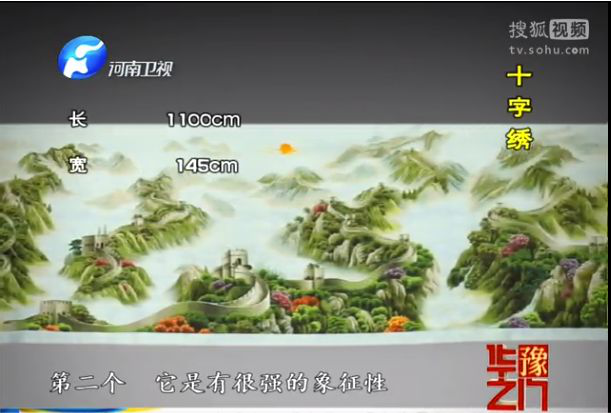 搜狐视频
tv.sohu.com
河南卫视
十字绣
长 1100cm
宽 145cm
第二个 它是有很强的象征性
华豫之门